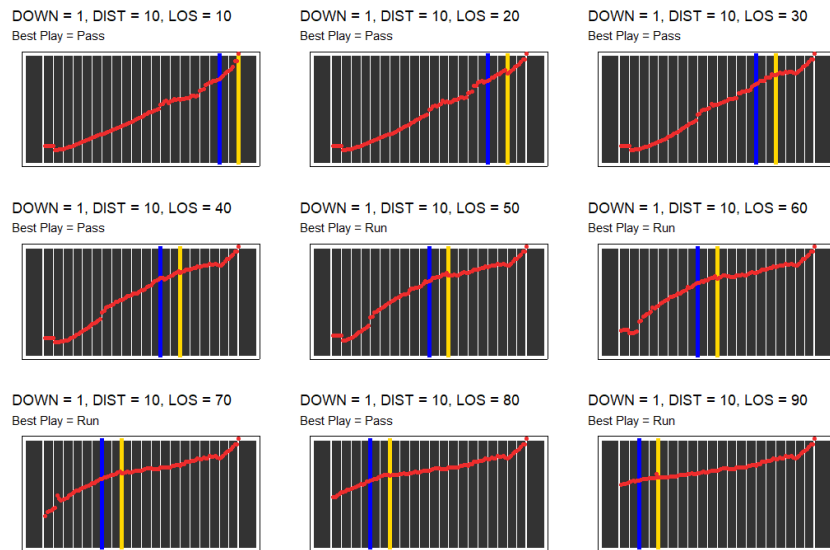 DOWN = 1, DIST = 10, LOS = 10
Best Play = Pass
DOWN = 1, DIST = 10, LOS = 20
Best Play = Pass
DOWN = 1, DIST = 10, LOS = 30
Best Play = Pass
DOWN = 1, DIST = 10, LOS = 40
Best Play = Pass
DOWN = 1, DIST = 10, LOS = 50
Best Play = Run
DOWN = 1, DIST = 10, LOS = 60
Best Play = Run
DOWN = 1, DIST = 10, LOS = 70
Best Play = Run
DOWN = 1, DIST = 10, LOS = 80
Best Play = Pass
DOWN = 1, DIST = 10, LOS = 90
Best Play = Run